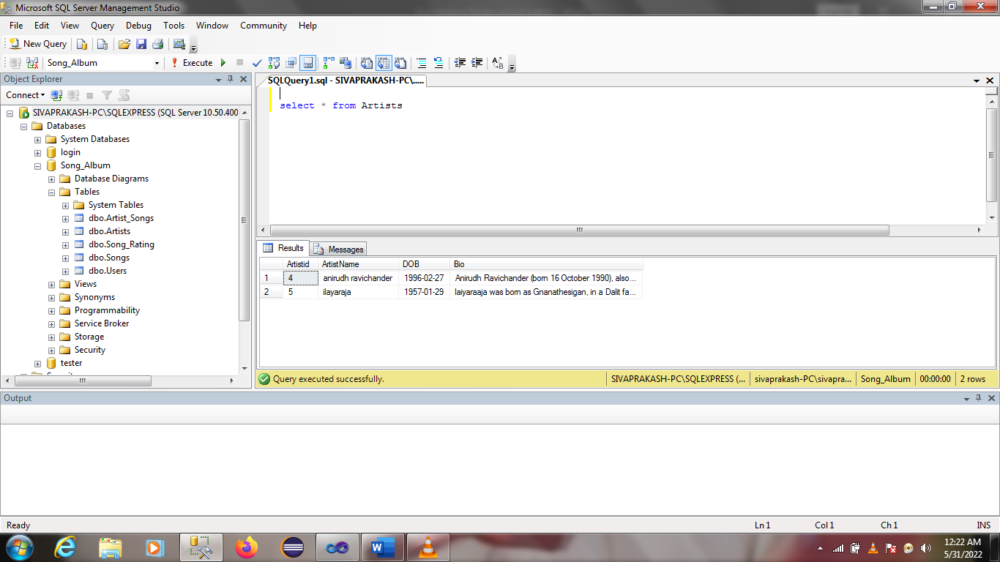 Microsoft SQL Server Management Studio
File Edit View Query Debug Tools Window Community Help
New Query
Song_Album Execute
Object Explorer
Connect
SIVAPRAKASH-PC\SQLEXPRESS (SQL Server 10.50.400
Databases
System Databases
login
Song_Album
Database Diagrams
Tables
System Tables
dbo.Artist_Songs
dbo.Artists
dbo.Song_Rating
dbo.Songs
dbo.Users
Views
Synonyms
Programmability
Service Broker
Storage
Security
tester
SQLQuery1.sql - SIVAPRAKASH-PC\.....
select * from Artists
Results Messages
Artistid ArtistName DOB Bio
1 4 anirudh ravichander 1996-02-27 Anirudh Ravichander (born 16 October 1990), also...
2 5 ilayaraja 1957-01-29 laiyaraaja was born as Gnanathesigan, in a Dalit fa...
Query executed successfully. SIVAPRAKASH-PC\SQLEXPRESS (... sivaprakash-PC\sivapra... Song_Album 00:00:00 2 rows
Output
Ready Ln 1 Col 1 Ch 1 INS
12:22 AM
5/31/2022